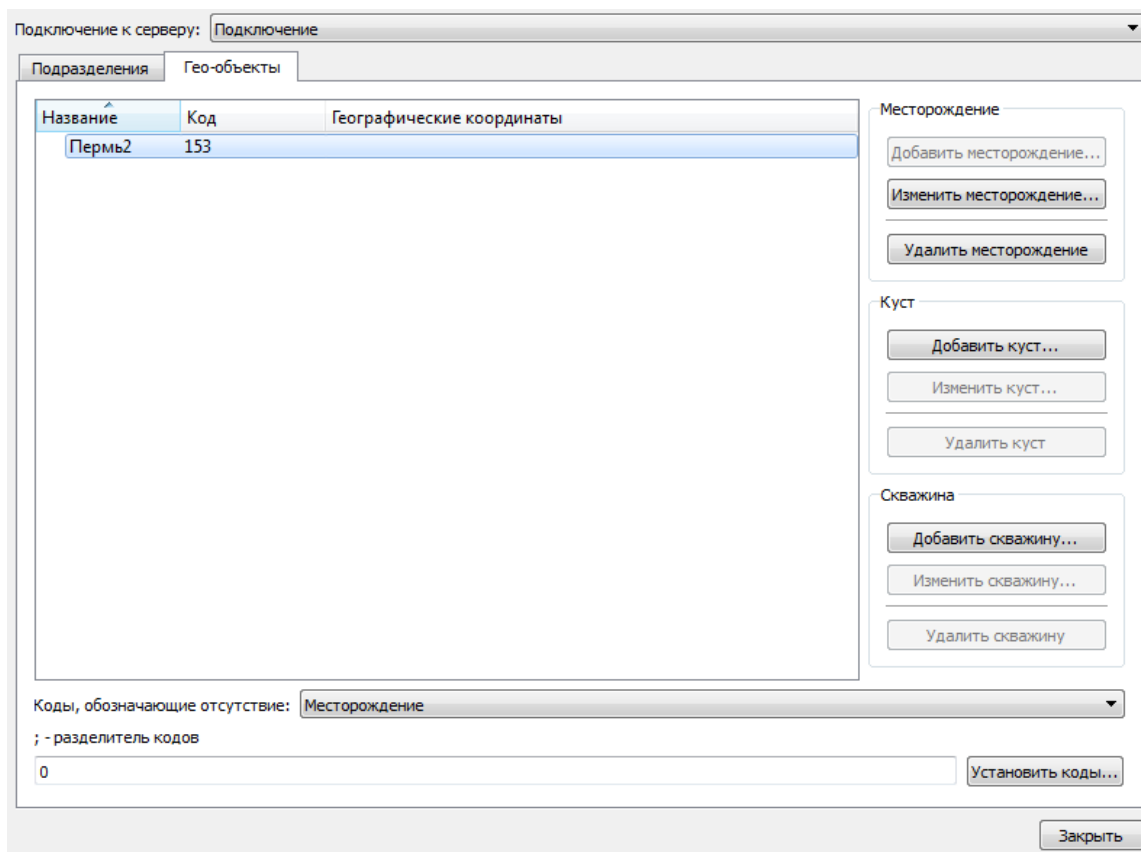 Подключение к серверу: Подключение
Подразделения Гео-объекты
Название Код Географические координаты
Пермь2 153
Месторождение
Добавить месторождение...
Изменить месторождение...
Удалить месторождение
Куст
Добавить куст...
Изменить куст...
Удалить куст
Скважина
Добавить скважину...
Изменить скважину...
Удалить скважину
Коды, обозначающие отсутствие: Месторождение
; - разделитель кодов
0 Установить коды...
Закрыть